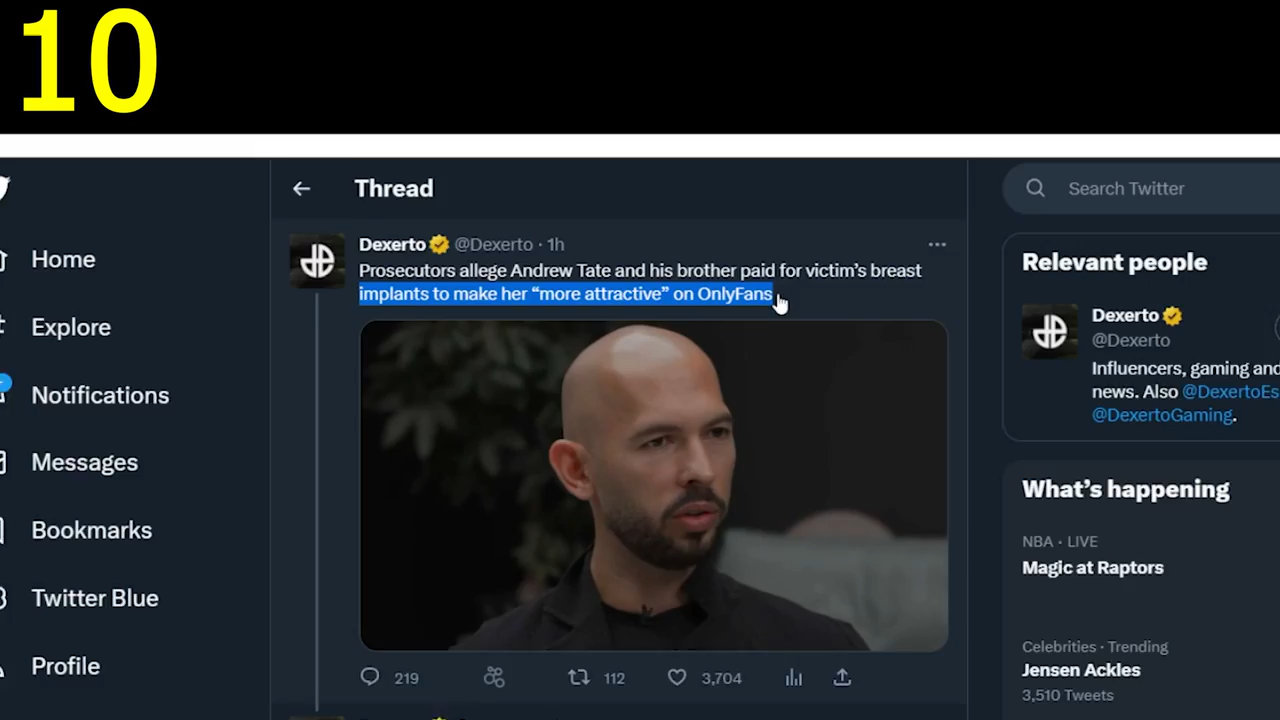 10
Thread
Search Twitter
Home
Explore
Notifications
Messages
Bookmarks
Twitter Blue
Profile
Dexerto @Dexerto · 1h
Prosecutors allege Andrew Tate and his brother paid for victim's breast
implants to make her “more attractive” on OnlyFans
219
112
3,704
Relevant people
Dexerto
@Dexerto
Influencers, gaming and
news. Also @DexertoEs
@DexertoGaming.
What's happening
NBA · LIVE
Magic at Raptors
Celebrities · Trending
Jensen Ackles
3,510 Tweets